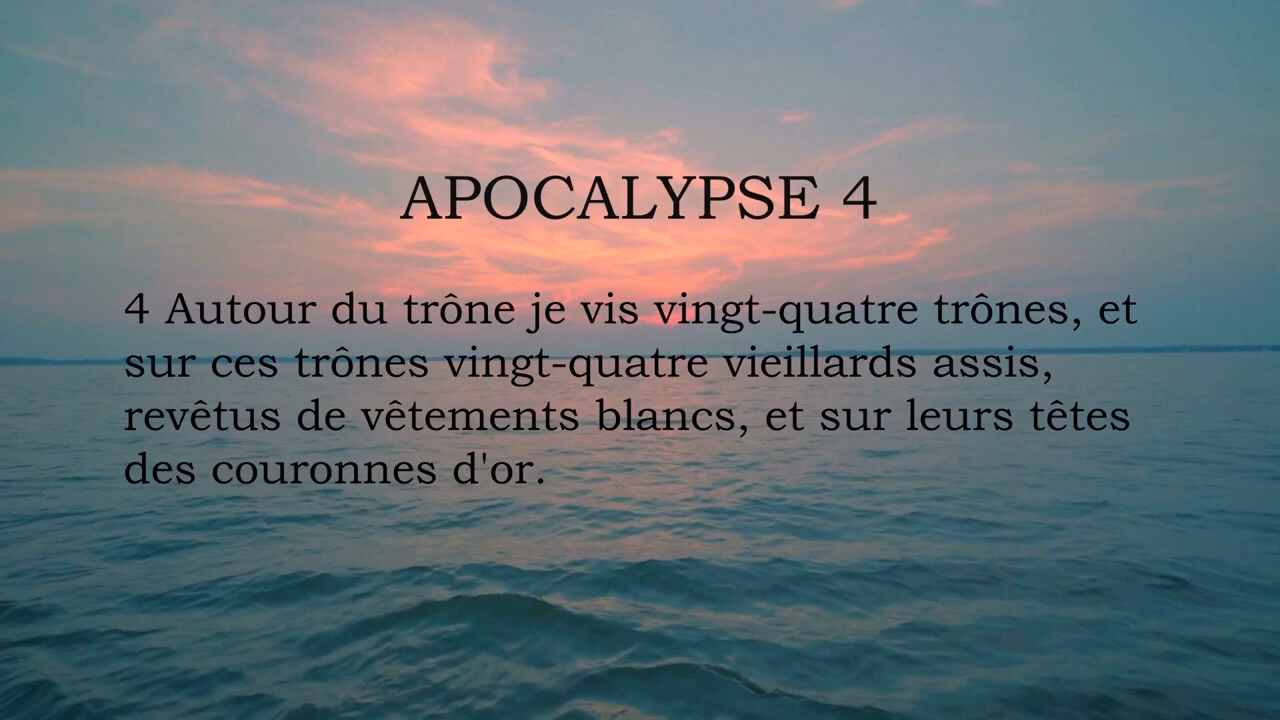 APOCALYPSE 4
4 Autour du trône je vis vingt-quatre trônes, et
sur ces trônes vingt-quatre vieillards assis,
revêtus de vêtements blancs, et sur leurs têtes
des couronnes d'or.